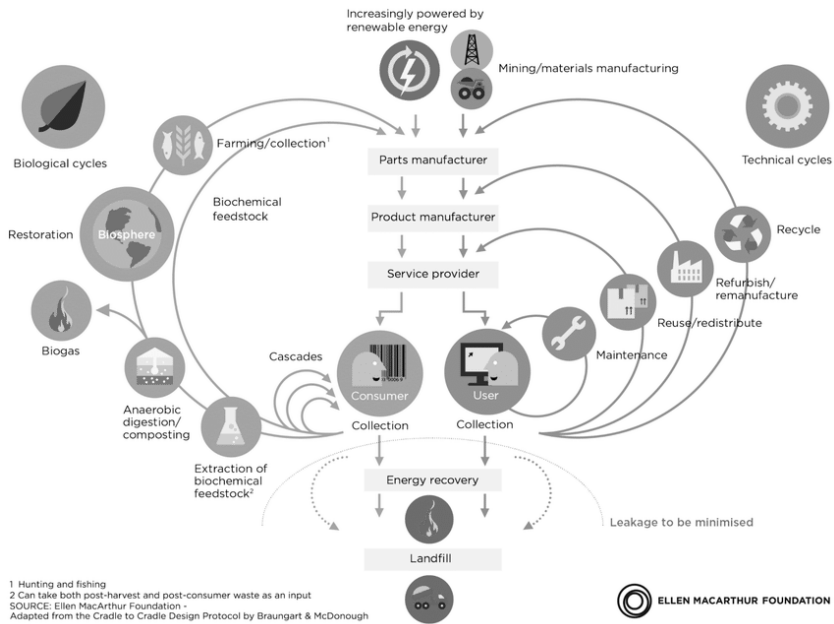 Increasingly powered by
renewable energy
Mining/materials manufacturing
Biological cycles
Technical cycles
Farming/collection¹
Parts manufacturer
Biochemical
feedstock
Product manufacturer
Restoration
Biosphere
Recycle
Service provider
Refurbish/
remanufacture
Reuse/redistribute
Biogas
Maintenance
Cascades
Consumer
User
Anaerobic
digestion/
composting
Collection
Collection
Extraction of
biochemical
feedstock²
Energy recovery
Leakage to be minimised
Landfill
1 Hunting and fishing
2 Can take both post-harvest and post-consumer waste as an input
SOURCE: Ellen MacArthur Foundation -
Adapted from the Cradle to Cradle Design Protocol by Braungart & McDonough
ELLEN MACARTHUR FOUNDATION